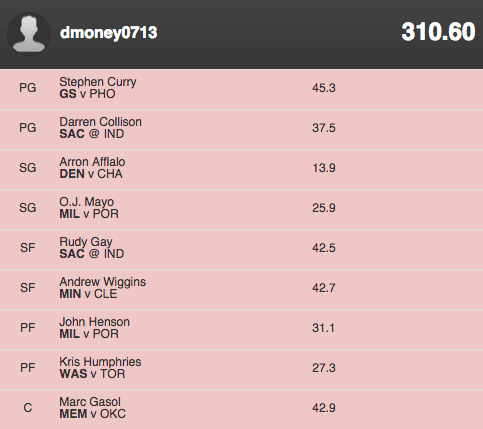 dmoney0713 310.60
PG Stephen Curry 45.3
GS v PHO
PG Darren Collison 37.5
SAC @ IND
SG Arron Afflalo 13.9
DEN v CHA
SG O.J. Mayo 25.9
MIL v POR
SF Rudy Gay 42.5
SAC @ IND
SF Andrew Wiggins 42.7
MIN v CLE
PF John Henson 31.1
MIL v POR
PF Kris Humphries 27.3
WAS v TOR
C Marc Gasol 42.9
MEM v OKC